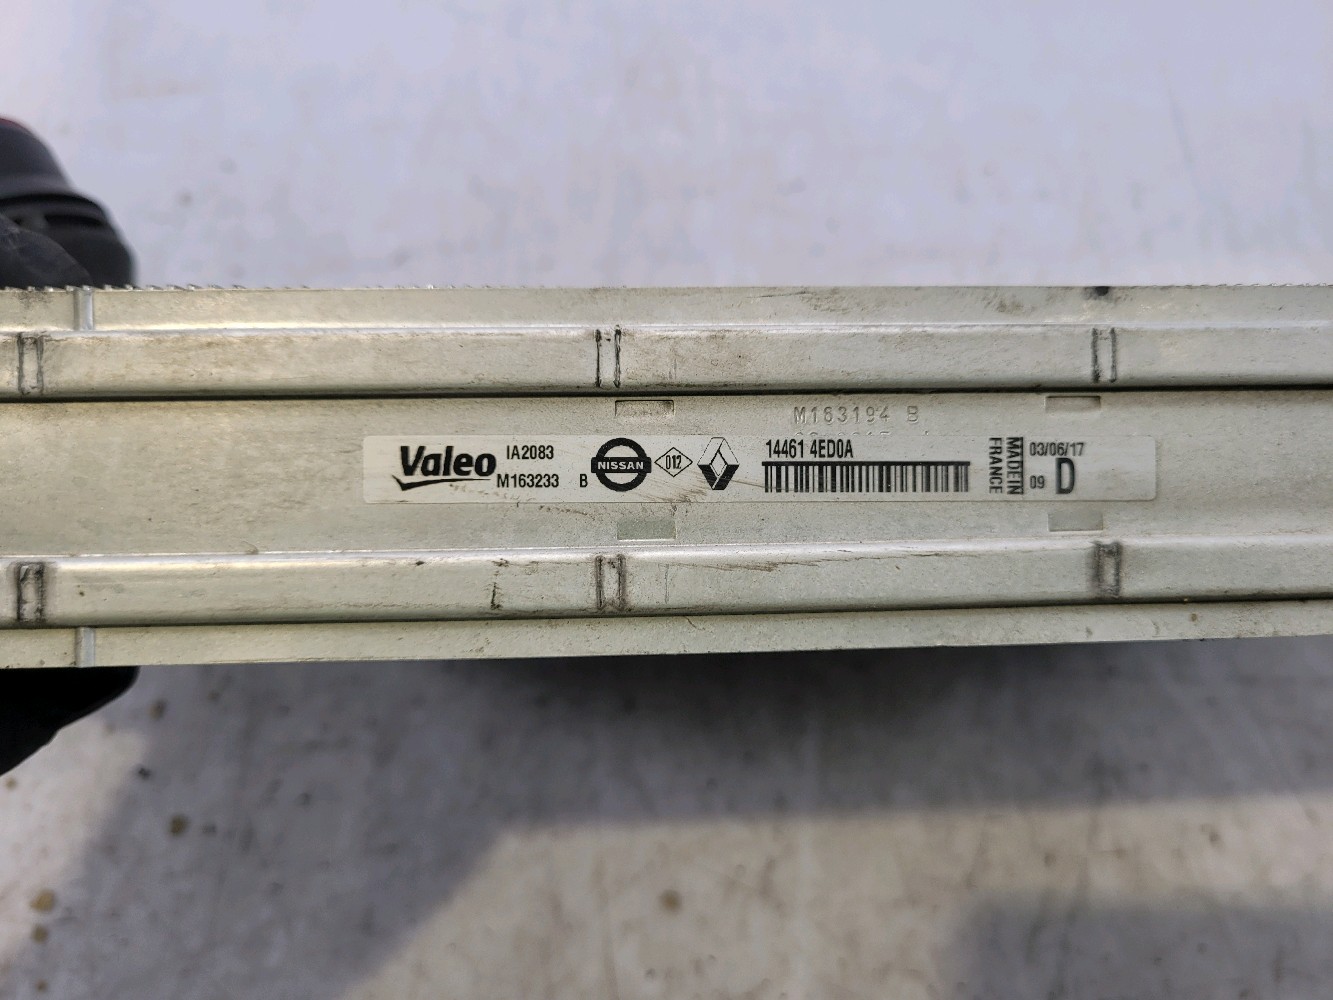 M163194 B
Valeo IA2083 NISSAN D12 14461 4ED0A MADE IN FRANCE 03/06/17
M163233 B 09 D